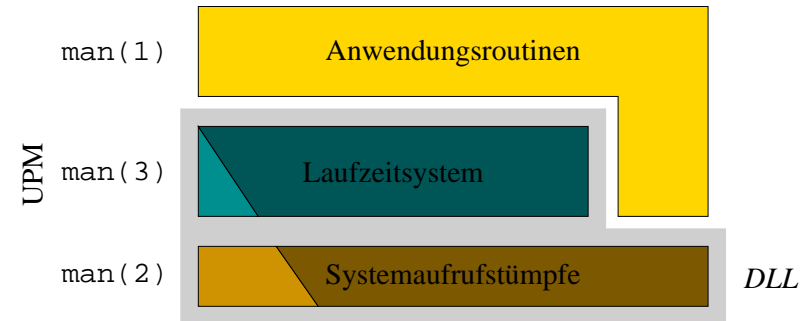 man(1) Anwendungsroutinen
UPM
man(3) Laufzeitsystem
man(2) Systemaufrufstümpfe DLL